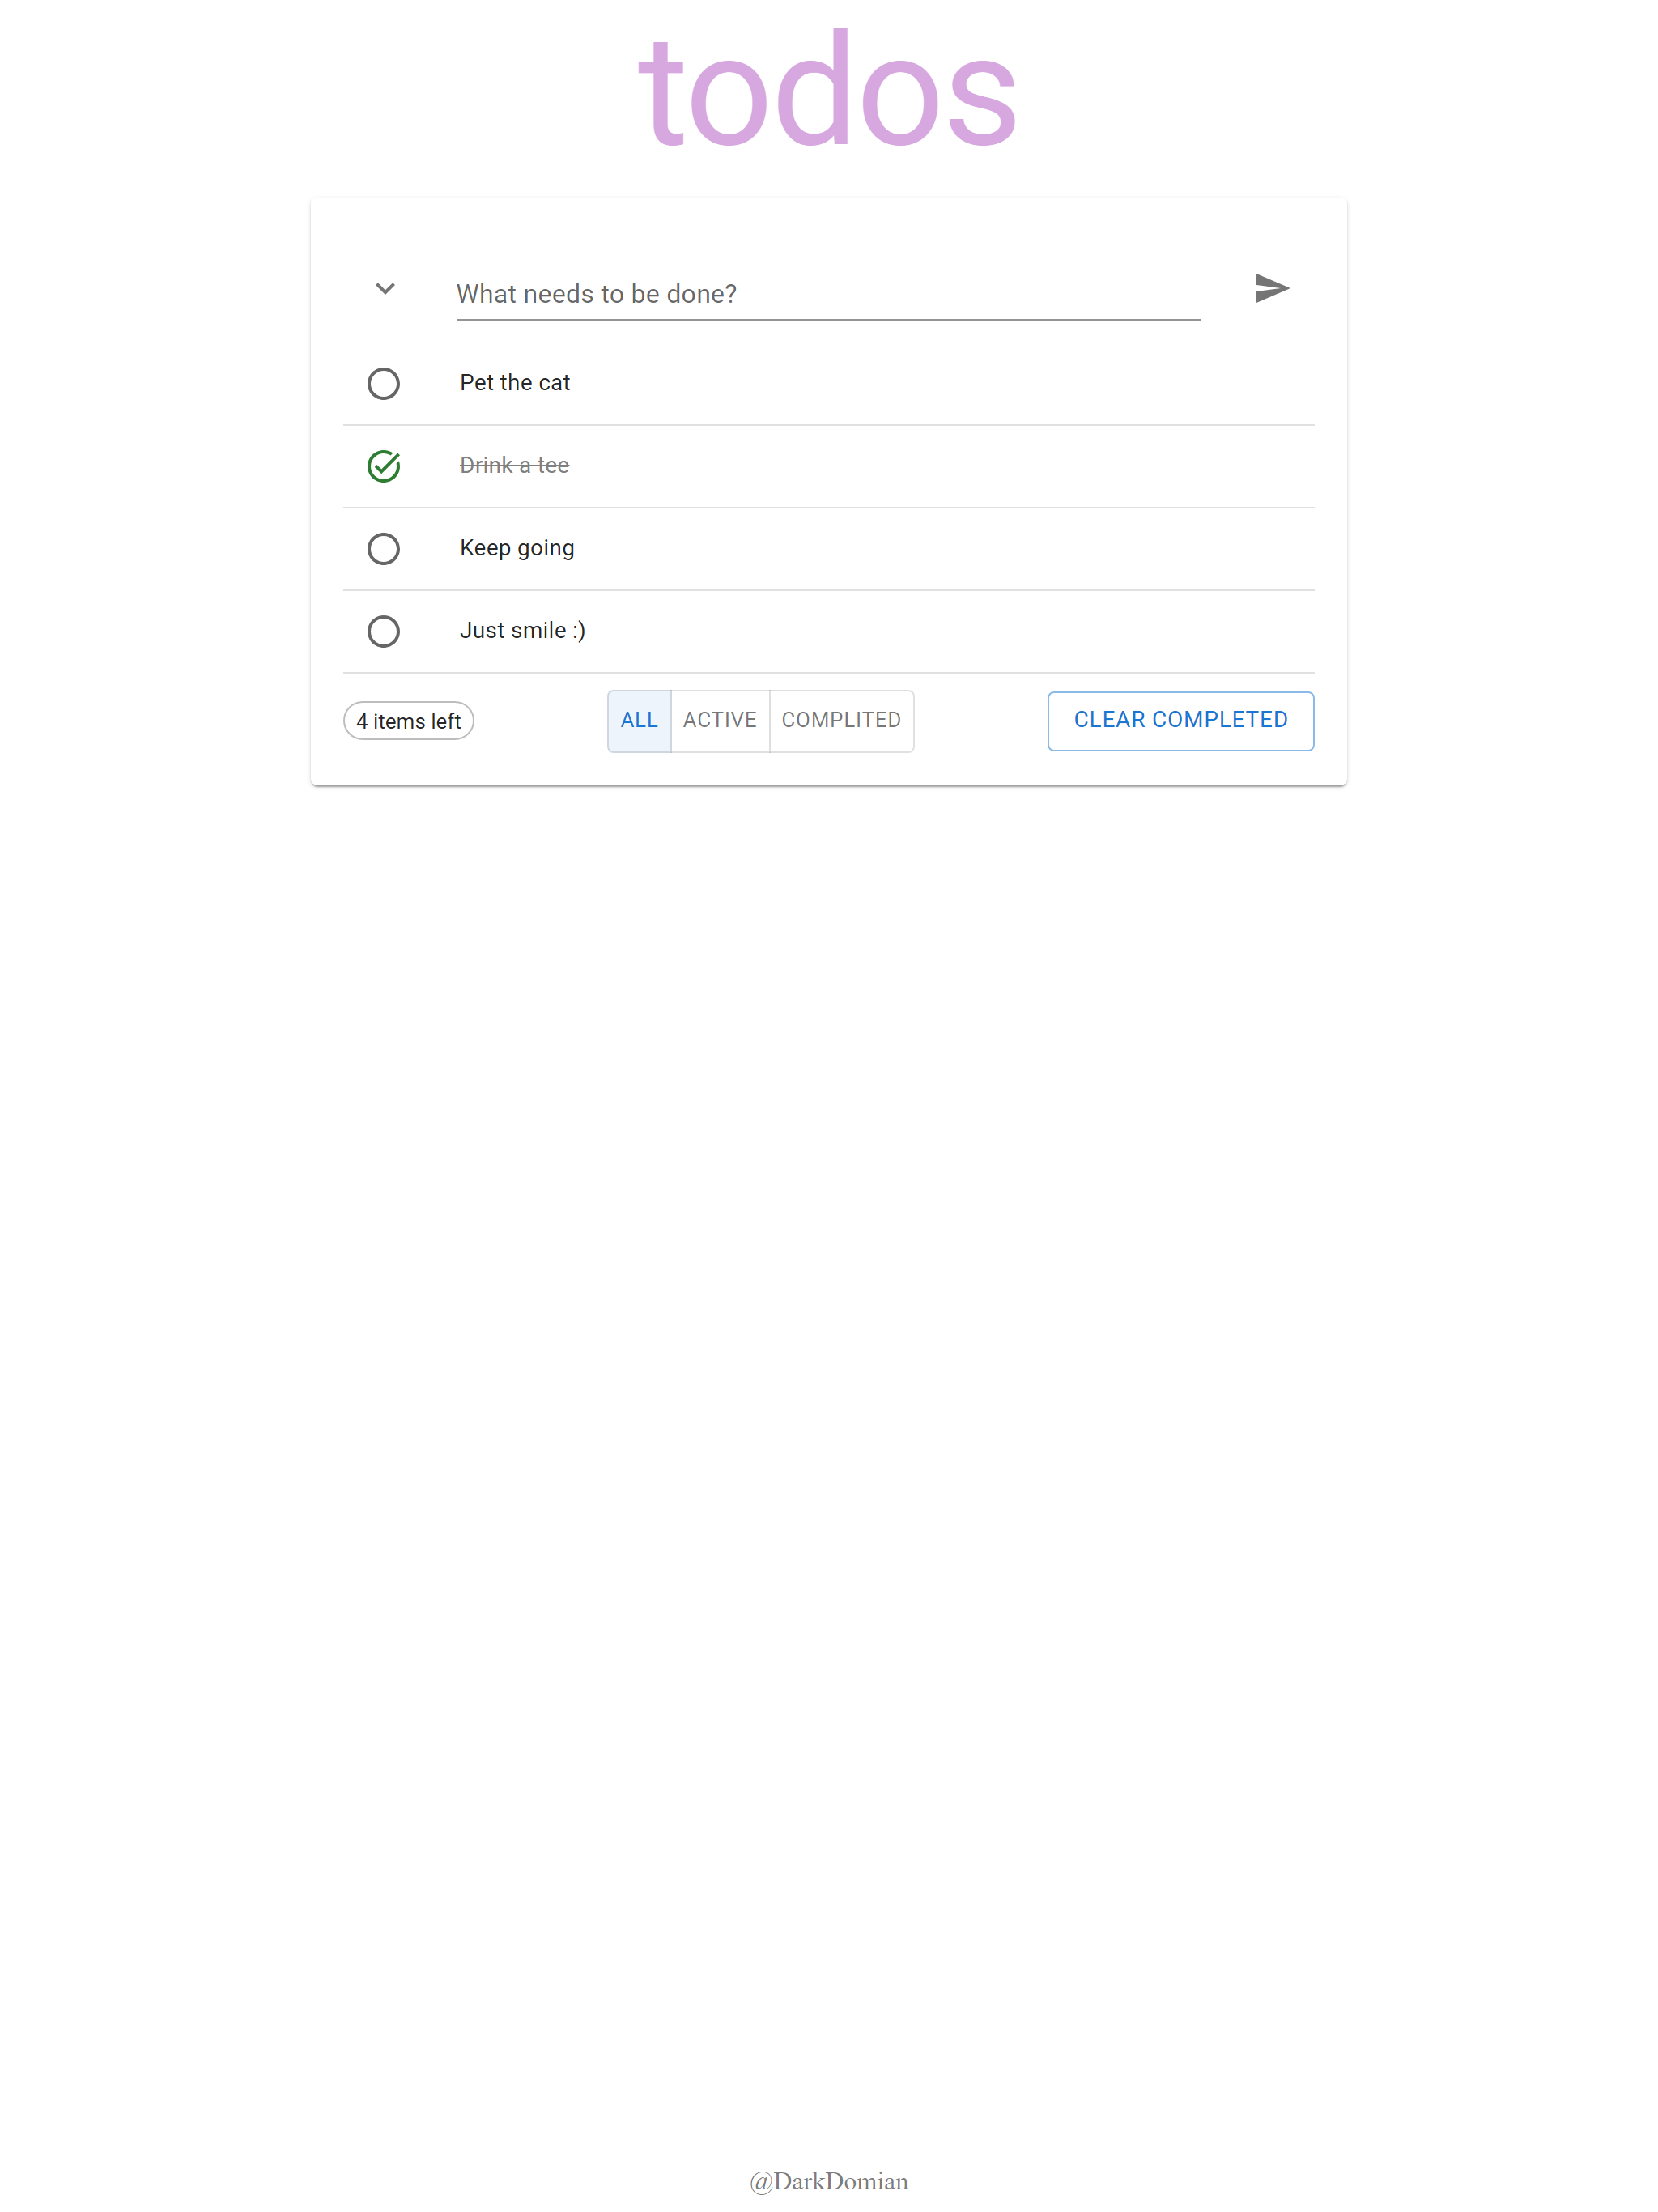 todos
What needs to be done?
Pet the cat
Drink a tee
Keep going
Just smile :)
4 items left ALL ACTIVE COMPLITED CLEAR COMPLETED
@DarkDomian